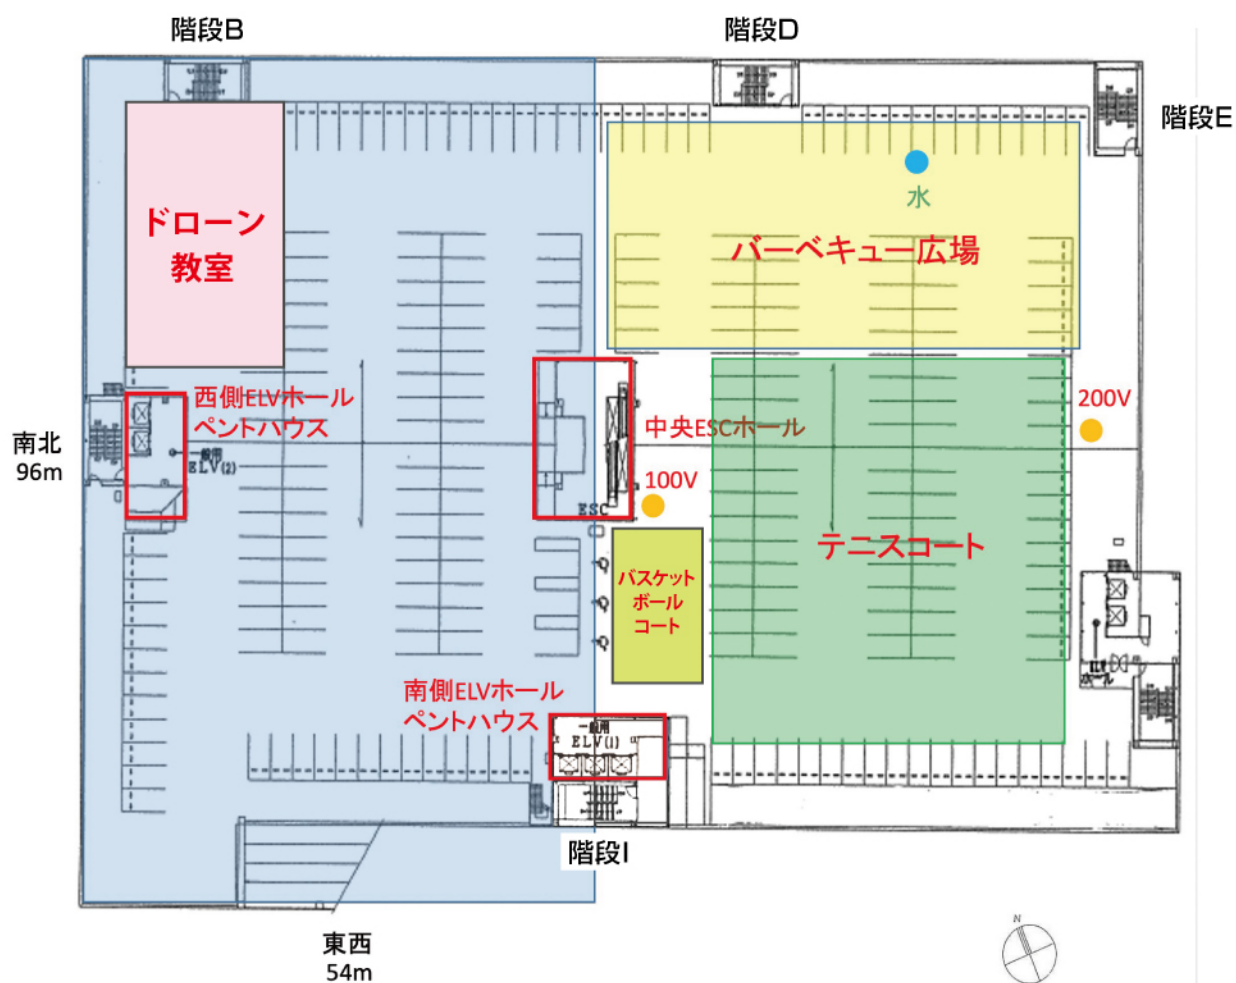 階段B
階段D
階段E
ドローン
教室
水
バーベキュー広場
西側ELVホール
ペントハウス
一般用
ELV(2)
中央ESCホール
200V
100V
ESC
南北
96m
テニスコート
バスケット
ボール
コート
南側ELVホール
ペントハウス
一般用
ELV(1)
ELV
ホール
階段I
東西
54m
N